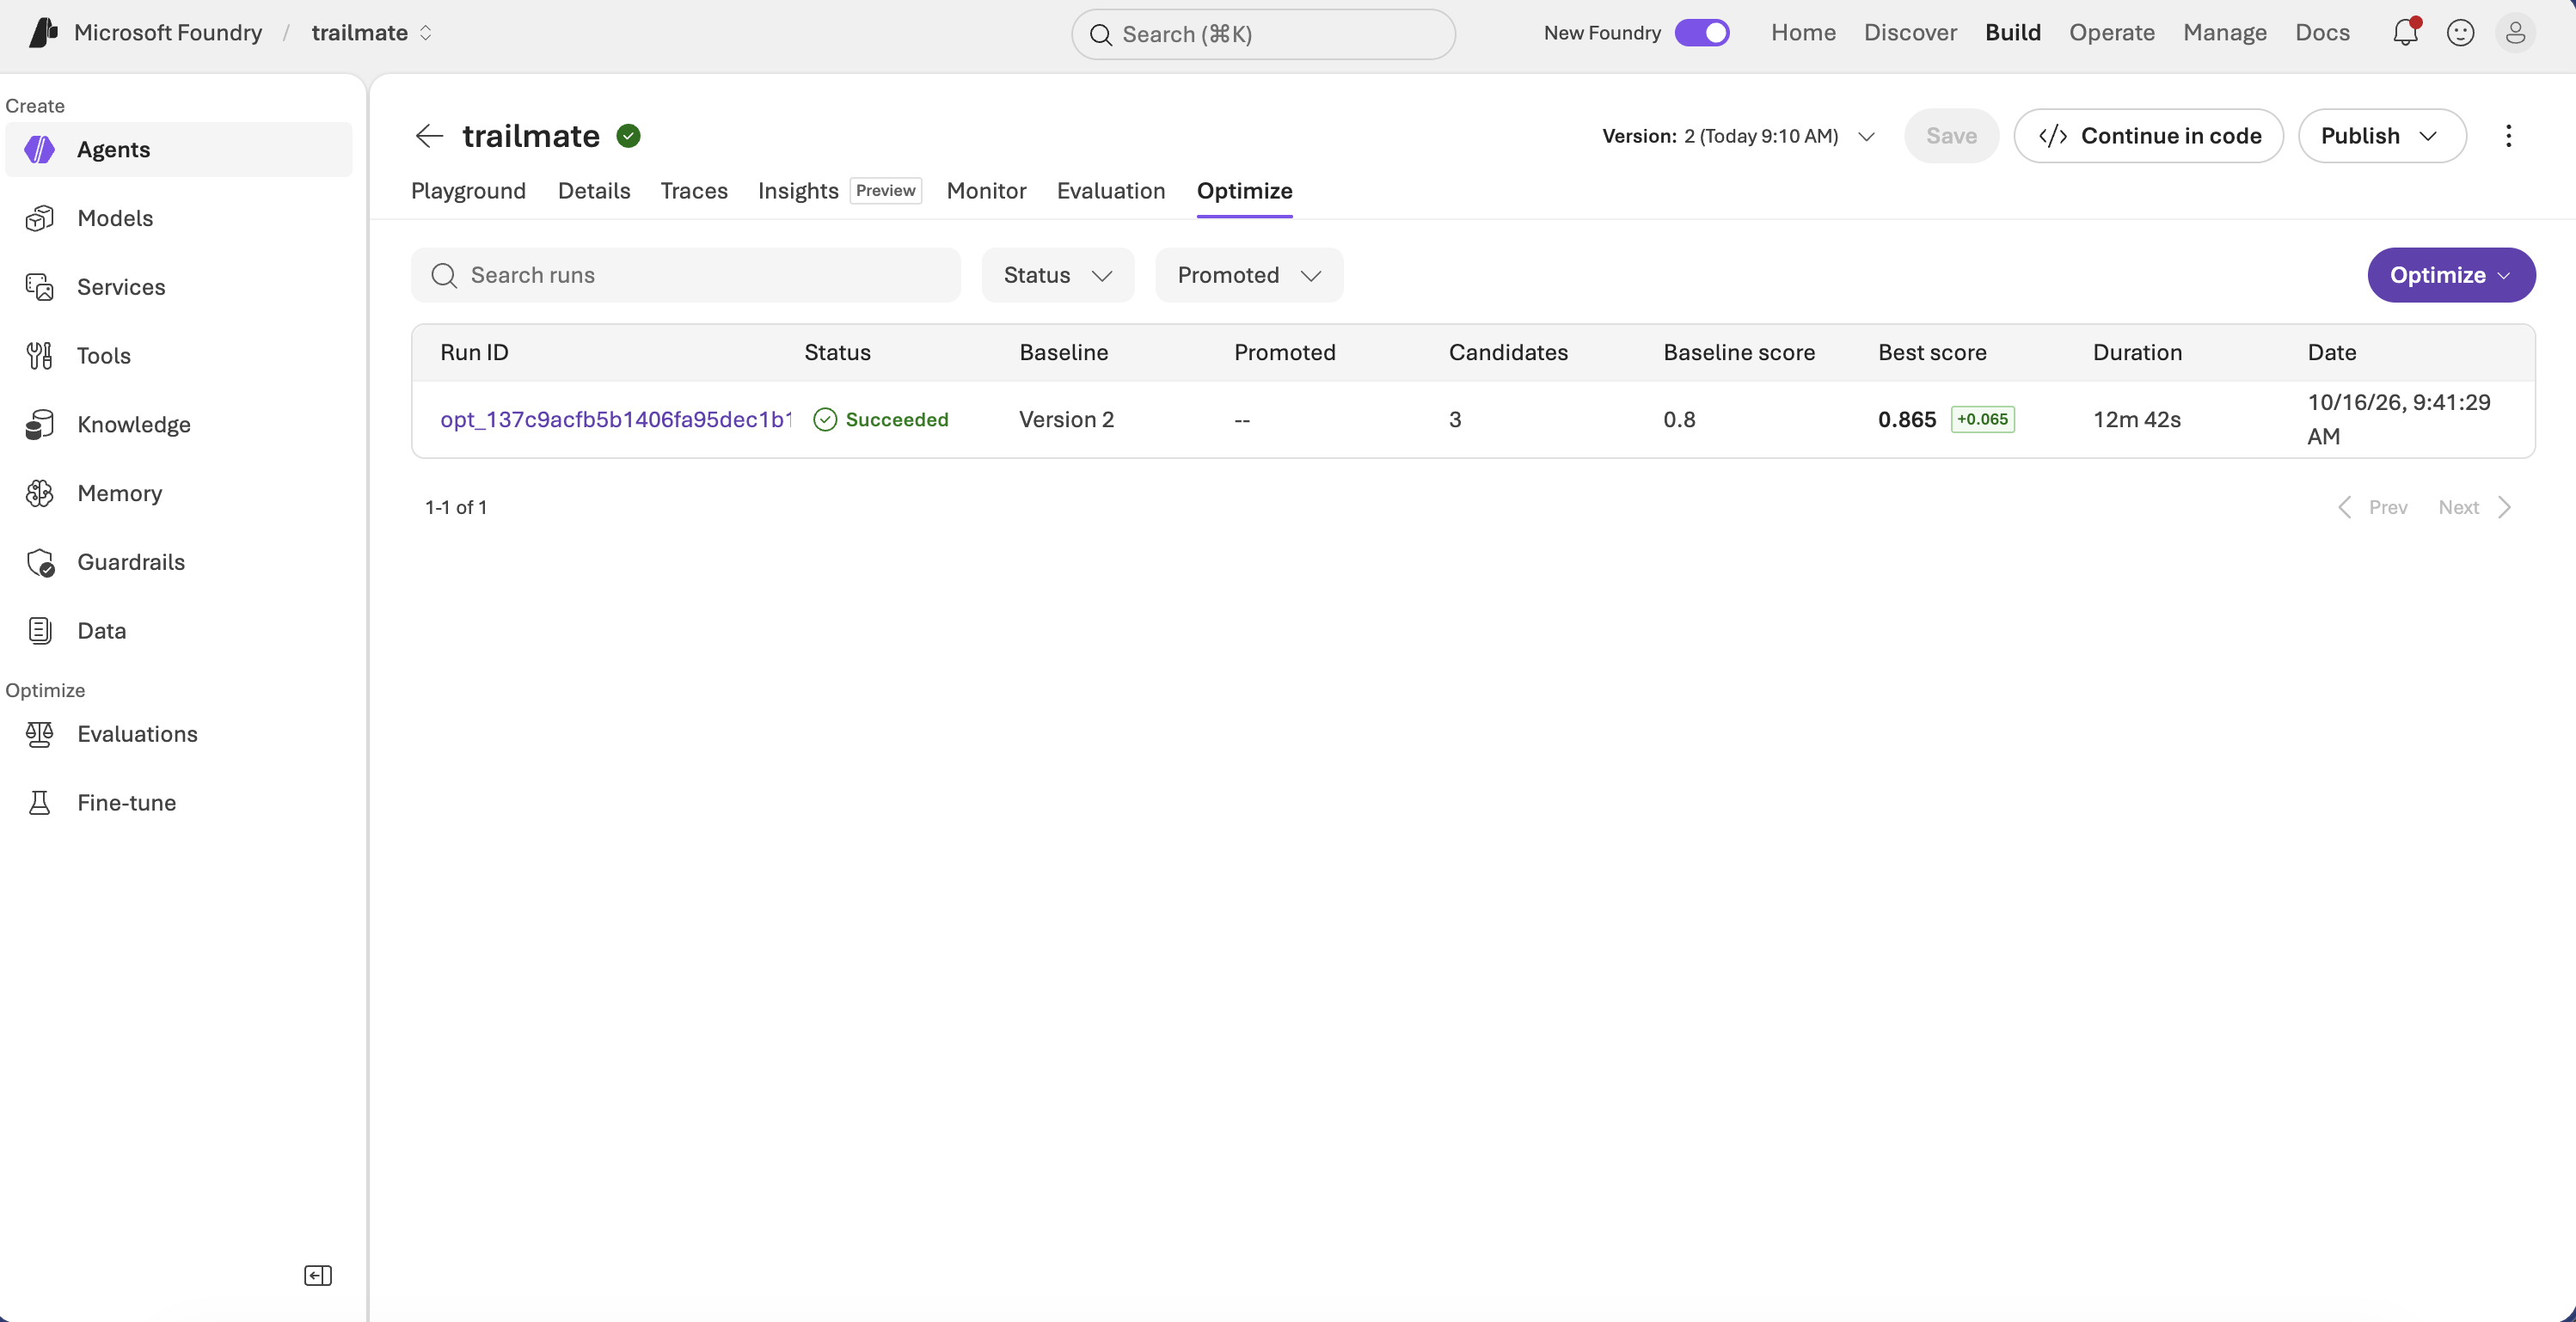 Microsoft Foundry / trailmate
Search (⌘K)
New Foundry
Home Discover Build Operate Manage Docs
Create
Agents
Models
Services
Tools
Knowledge
Memory
Guardrails
Data
Optimize
Evaluations
Fine-tune
trailmate
Version: 2 (Today 9:10 AM)
Save
</> Continue in code
Publish
Playground Details Traces Insights Preview Monitor Evaluation Optimize
Search runs
Status
Promoted
Optimize
Run ID Status Baseline Promoted Candidates Baseline score Best score Duration Date
opt_137c9acfb5b1406fa95dec1b1 Succeeded Version 2 -- 3 0.8 0.865 +0.065 12m 42s 10/16/26, 9:41:29
AM
1-1 of 1
Prev Next